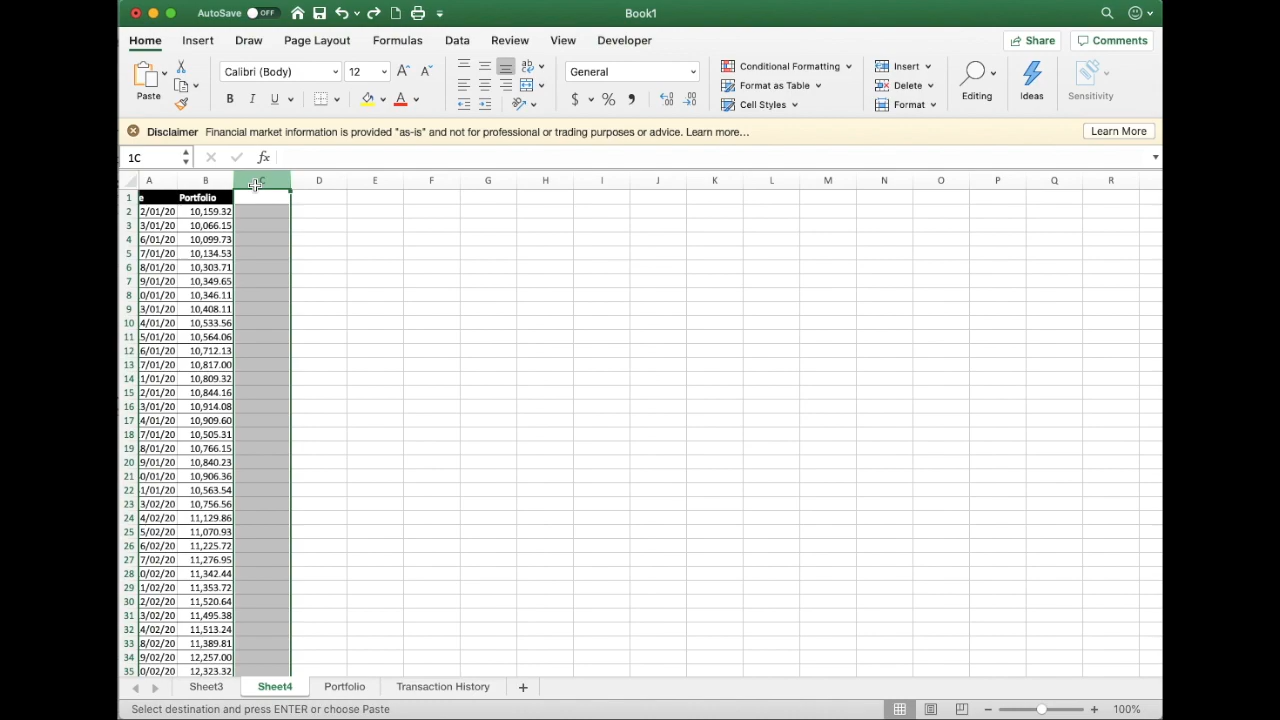 AutoSave OFF Book1
Home Insert Draw Page Layout Formulas Data Review View Developer Share Comments
Paste Calibri (Body) 12 A A B I U A ab General $ % , Conditional Formatting Format as Table Cell Styles Insert Delete Format Editing Ideas Sensitivity
Disclaimer Financial market information is provided "as-is" and not for professional or trading purposes or advice. Learn more... Learn More
1C fx
A B C D E F G H I J K L M N O P Q R
1 e Portfolio
2 2/01/20 10,159.32
3 3/01/20 10,066.15
4 6/01/20 10,099.73
5 7/01/20 10,134.53
6 8/01/20 10,303.71
7 9/01/20 10,349.65
8 0/01/20 10,346.11
9 3/01/20 10,408.11
10 4/01/20 10,533.56
11 5/01/20 10,564.06
12 6/01/20 10,712.13
13 7/01/20 10,817.00
14 1/01/20 10,809.32
15 2/01/20 10,844.16
16 3/01/20 10,914.08
17 4/01/20 10,909.60
18 7/01/20 10,505.31
19 8/01/20 10,766.15
20 9/01/20 10,840.23
21 0/01/20 10,906.36
22 1/01/20 10,563.54
23 3/02/20 10,756.56
24 4/02/20 11,129.86
25 5/02/20 11,070.93
26 6/02/20 11,225.72
27 7/02/20 11,276.95
28 0/02/20 11,342.44
29 1/02/20 11,353.72
30 2/02/20 11,520.64
31 3/02/20 11,495.38
32 4/02/20 11,513.24
33 8/02/20 11,389.81
34 9/02/20 12,257.00
35 0/02/20 12,323.32
Sheet3 Sheet4 Portfolio Transaction History +
Select destination and press ENTER or choose Paste 100%